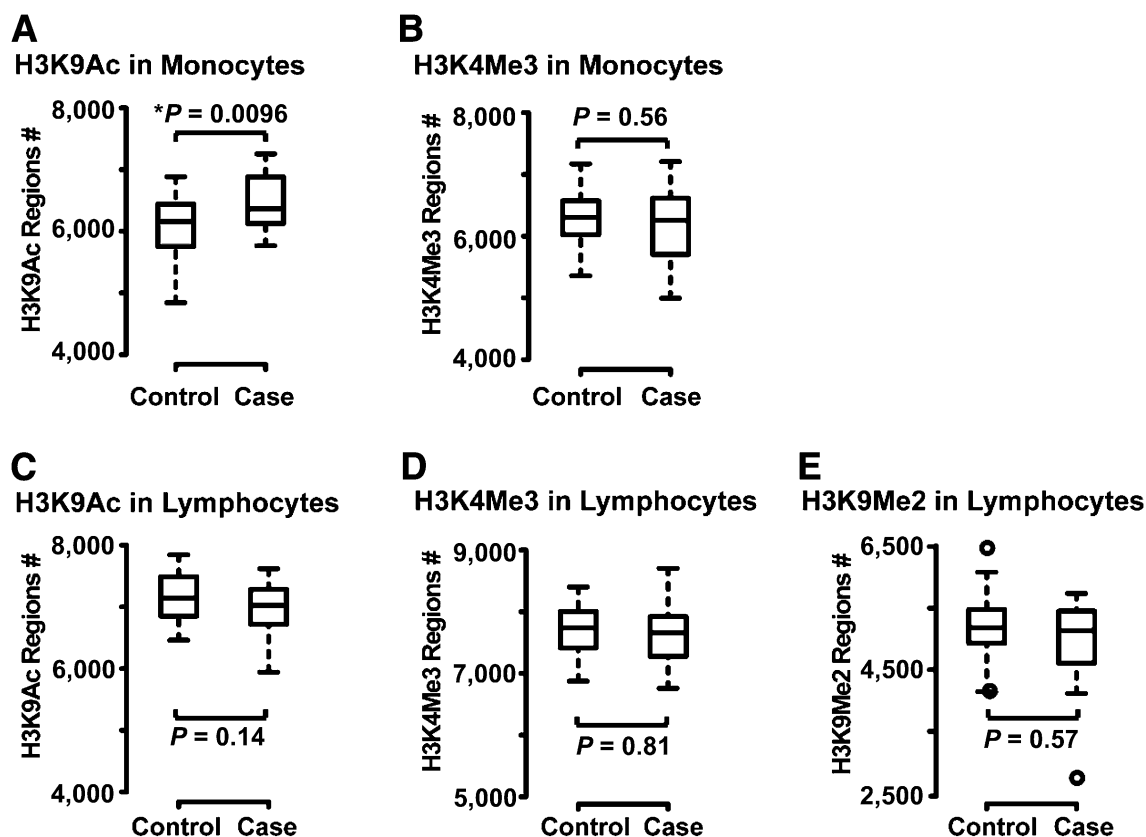 A
H3K9Ac in Monocytes
8,000
6,000
4,000
H3K9Ac Regions #
*P = 0.0096
Control Case
B
H3K4Me3 in Monocytes
8,000
6,000
4,000
H3K4Me3 Regions #
P = 0.56
Control Case
C
H3K9Ac in Lymphocytes
8,000
6,000
4,000
H3K9Ac Regions #
P = 0.14
Control Case
D
H3K4Me3 in Lymphocytes
9,000
7,000
5,000
H3K4Me3 Regions #
P = 0.81
Control Case
E
H3K9Me2 in Lymphocytes
6,500
4,500
2,500
H3K9Me2 Regions #
P = 0.57
Control Case